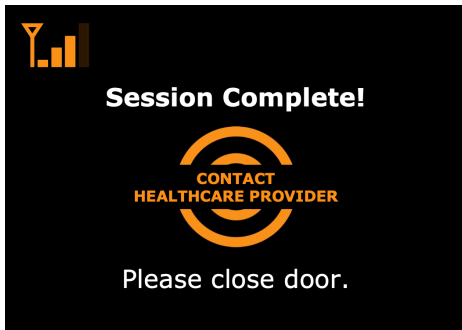 Session Complete!
CONTACT
HEALTHCARE PROVIDER
Please close door.